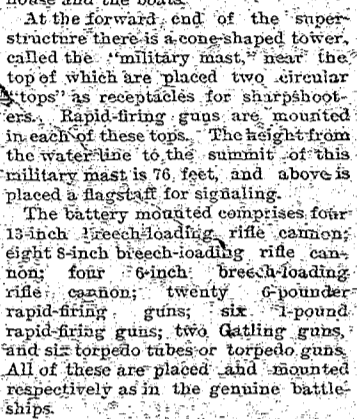 house and the boats.
At the forward end of the super-
structure there is a cone-shaped tower,
called the "military mast," near the
top of which are placed two circular
"tops" as receptacles for sharpshoot-
ers. Rapid-firing guns are mounted
in each of these tops. The height from
the water line to the summit of this
military mast is 76 feet, and above is
placed a flagstaff for signaling.
The battery mounted comprises four
13-inch breech-loading rifle cannon;
eight 8-inch breech-loading rifle can-
non; four 6-inch breech-loading
rifle cannon; twenty 6-pounder
rapid-firing guns; six 1-pound
rapid-firing guns; two Gatling guns,
and six torpedo tubes or torpedo guns.
All of these are placed and mounted
respectively as in the genuine battle-
ships.